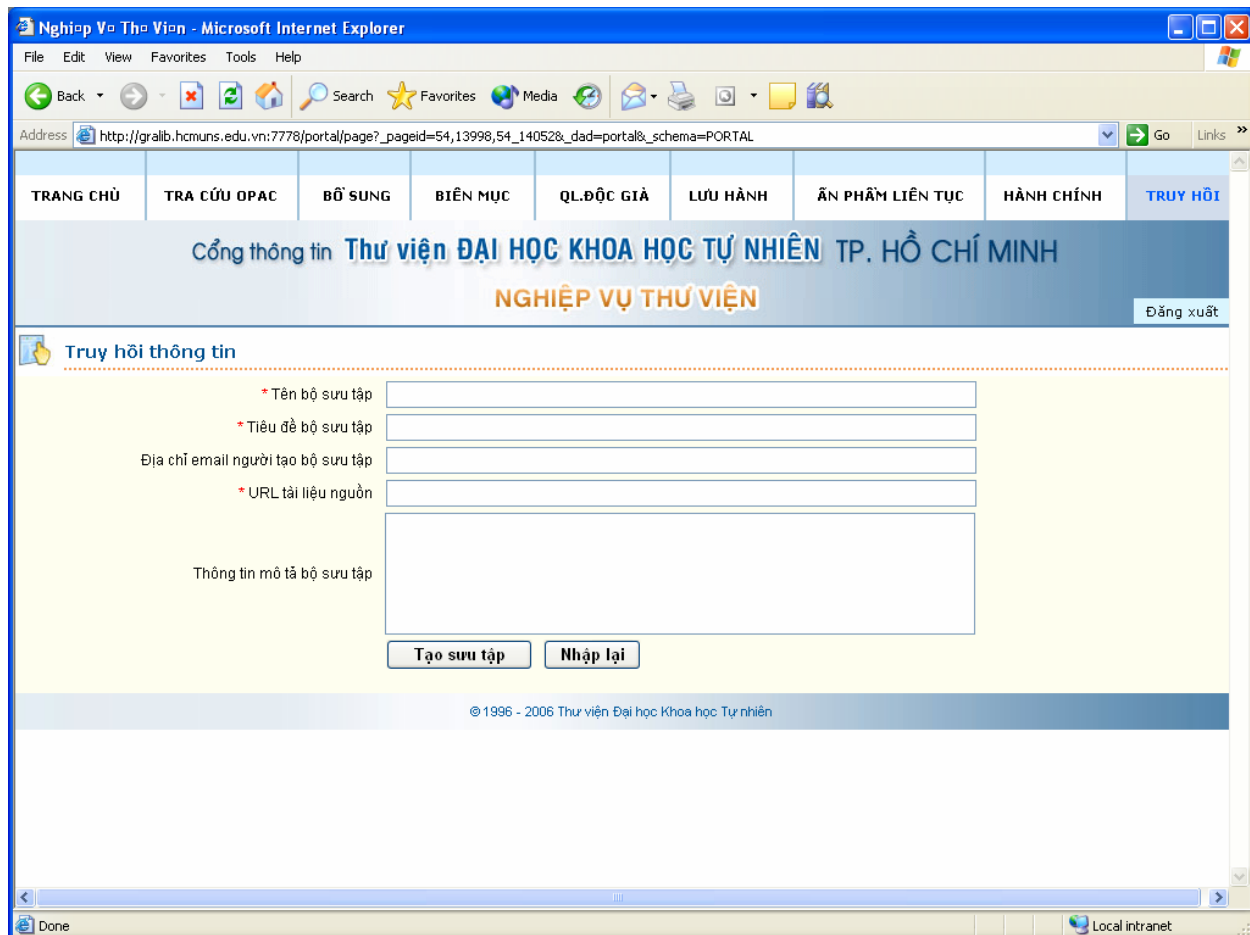 Nghi¤p V¤ Th¤ Vi¤n - Microsoft Internet Explorer
File Edit View Favorites Tools Help
Back Search Favorites Media
Address http://gralib.hcmuns.edu.vn:7778/portal/page?_pageid=54,13998,54_14052&_dad=portal&_schema=PORTAL Go Links »
TRANG CHỦ TRA CỨU OPAC BỔ SUNG BIÊN MỤC QL.ĐỘC GIẢ LƯU HÀNH ẤN PHẨM LIÊN TỤC HÀNH CHÍNH TRUY HỒI
Cổng thông tin Thư viện ĐẠI HỌC KHOA HỌC TỰ NHIÊN TP. HỒ CHÍ MINH
NGHIỆP VỤ THƯ VIỆN
Đăng xuất
Truy hồi thông tin
* Tên bộ sưu tập
* Tiêu đề bộ sưu tập
Địa chỉ email người tạo bộ sưu tập
* URL tài liệu nguồn
Thông tin mô tả bộ sưu tập
Tạo sưu tập Nhập lại
© 1996 - 2006 Thư viện Đại học Khoa học Tự nhiên
Done Local intranet